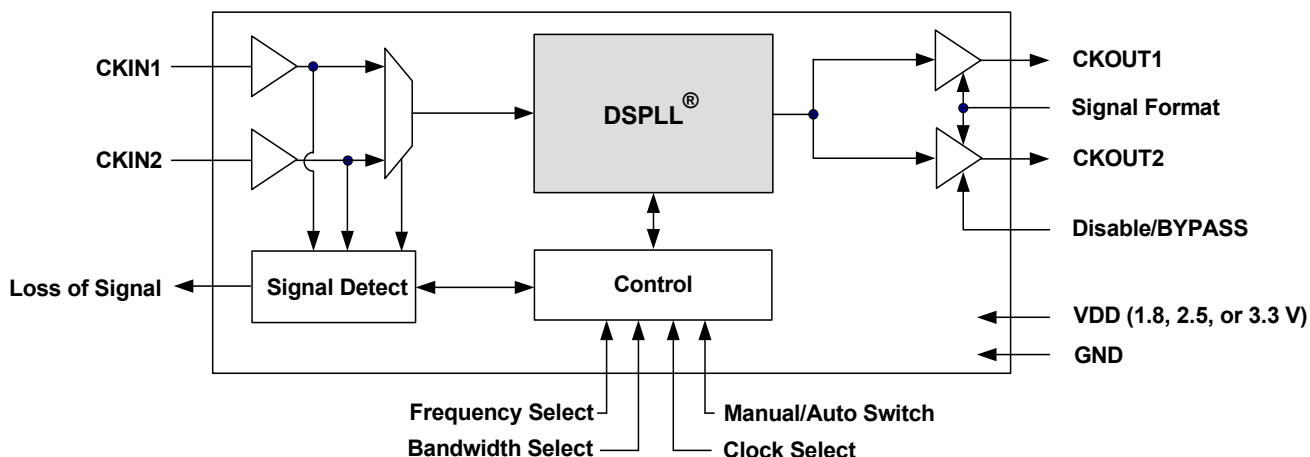 CKIN1
CKIN2
DSPLL®
CKOUT1
Signal Format
CKOUT2
Disable/BYPASS
Loss of Signal
Signal Detect
Control
VDD (1.8, 2.5, or 3.3 V)
GND
Frequency Select
Manual/Auto Switch
Bandwidth Select
Clock Select